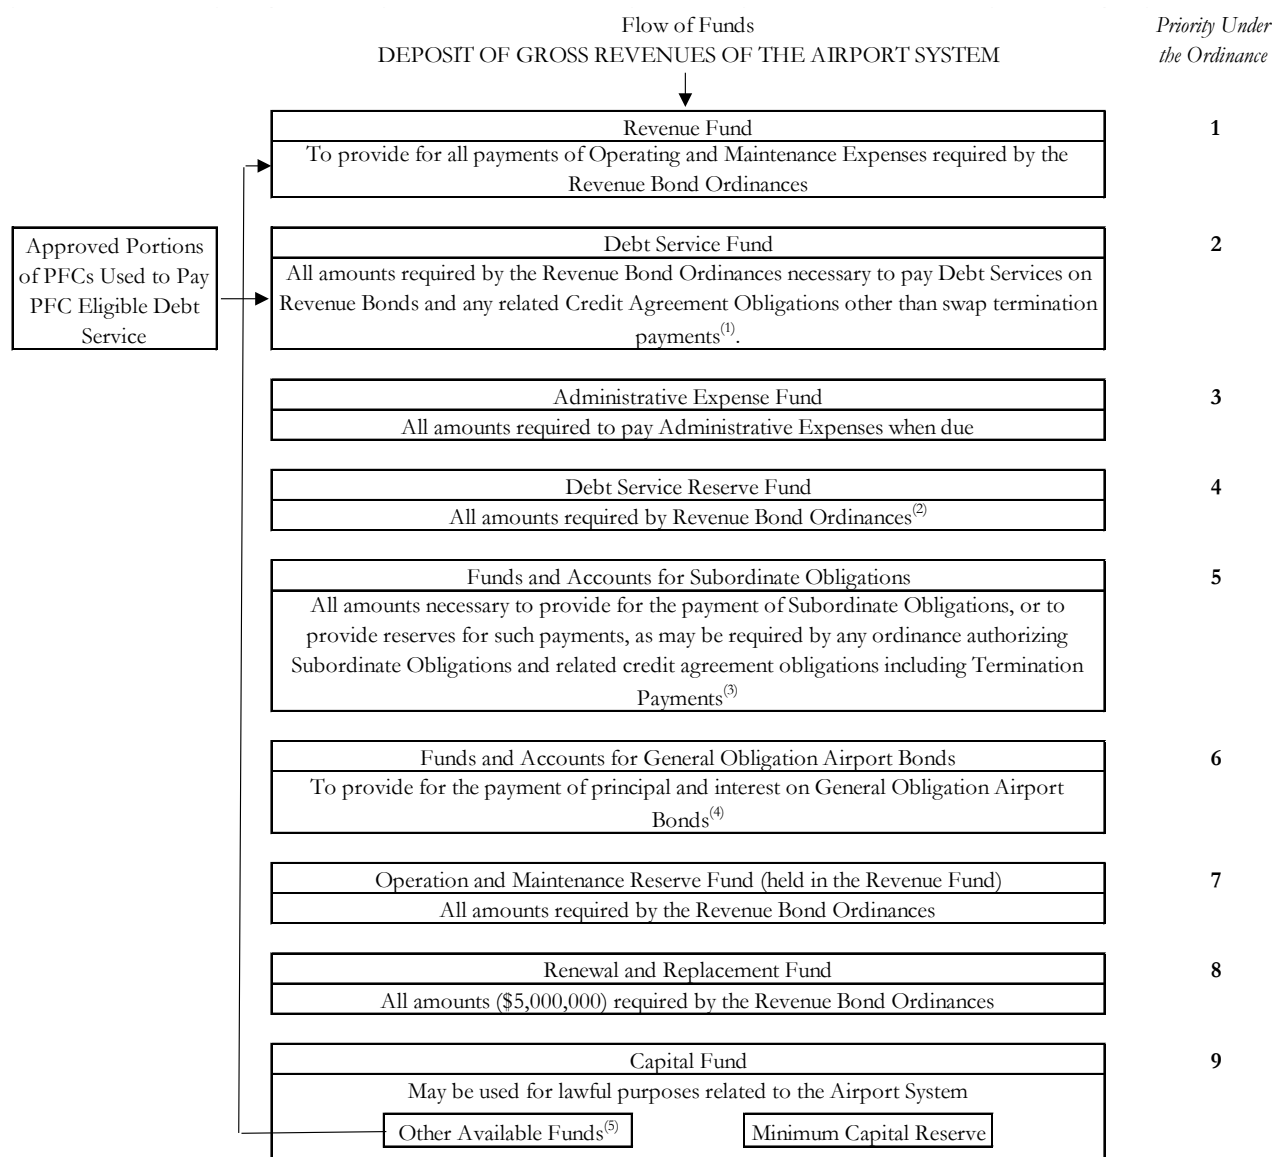 Flow of Funds
Priority Under
DEPOSIT OF GROSS REVENUES OF THE AIRPORT SYSTEM
the Ordinance
Revenue Fund
1
To provide for all payments of Operating and Maintenance Expenses required by the
Revenue Bond Ordinances
Approved Portions
of PFCs Used to Pay
PFC Eligible Debt
Service
Debt Service Fund
2
All amounts required by the Revenue Bond Ordinances necessary to pay Debt Services on
Revenue Bonds and any related Credit Agreement Obligations other than swap termination
payments(1).
Administrative Expense Fund
3
All amounts required to pay Administrative Expenses when due
Debt Service Reserve Fund
4
All amounts required by Revenue Bond Ordinances(2)
Funds and Accounts for Subordinate Obligations
5
All amounts necessary to provide for the payment of Subordinate Obligations, or to
provide reserves for such payments, as may be required by any ordinance authorizing
Subordinate Obligations and related credit agreement obligations including Termination
Payments(3)
Funds and Accounts for General Obligation Airport Bonds
6
To provide for the payment of principal and interest on General Obligation Airport
Bonds(4)
Operation and Maintenance Reserve Fund (held in the Revenue Fund)
7
All amounts required by the Revenue Bond Ordinances
Renewal and Replacement Fund
8
All amounts ($5,000,000) required by the Revenue Bond Ordinances
Capital Fund
9
May be used for lawful purposes related to the Airport System
Other Available Funds(5)
Minimum Capital Reserve